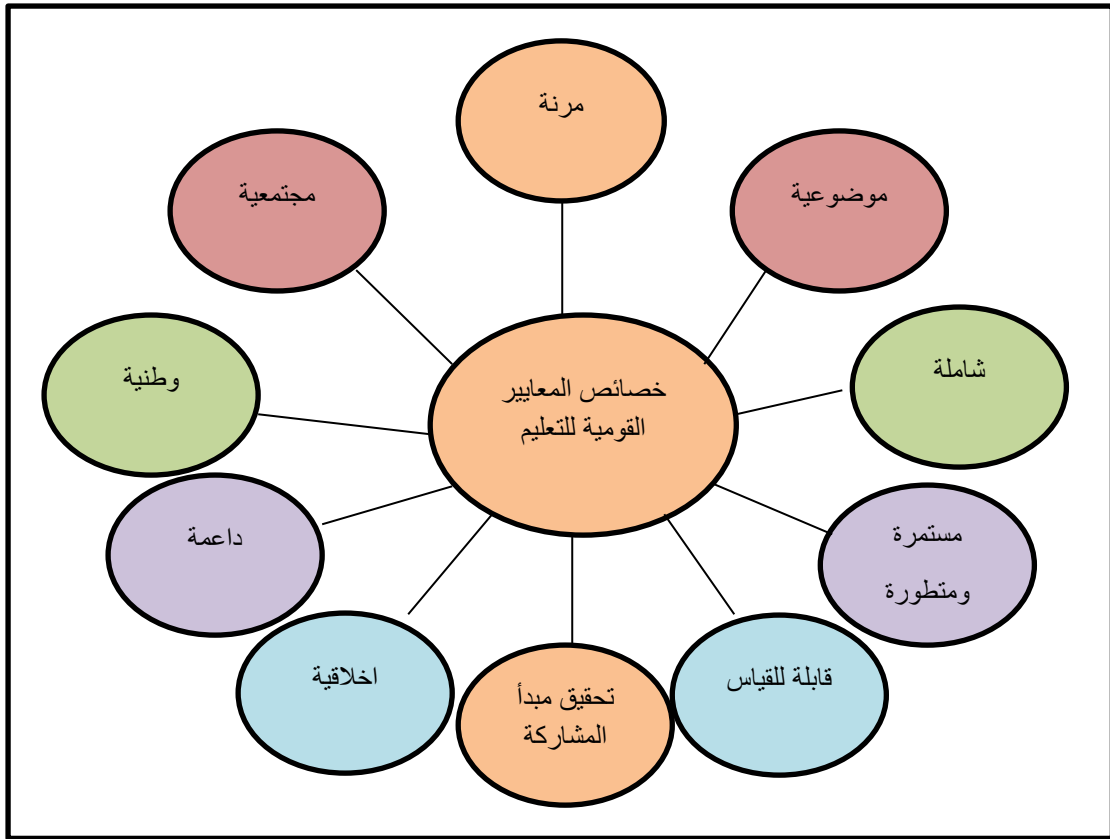 مرنة
موضوعية
مجتمعية
شاملة
وطنية
خصائص المعايير
القومية للتعليم
مستمرة
ومتطورة
داعمة
قابلة للقياس
اخلاقية
تحقيق مبدأ
المشاركة